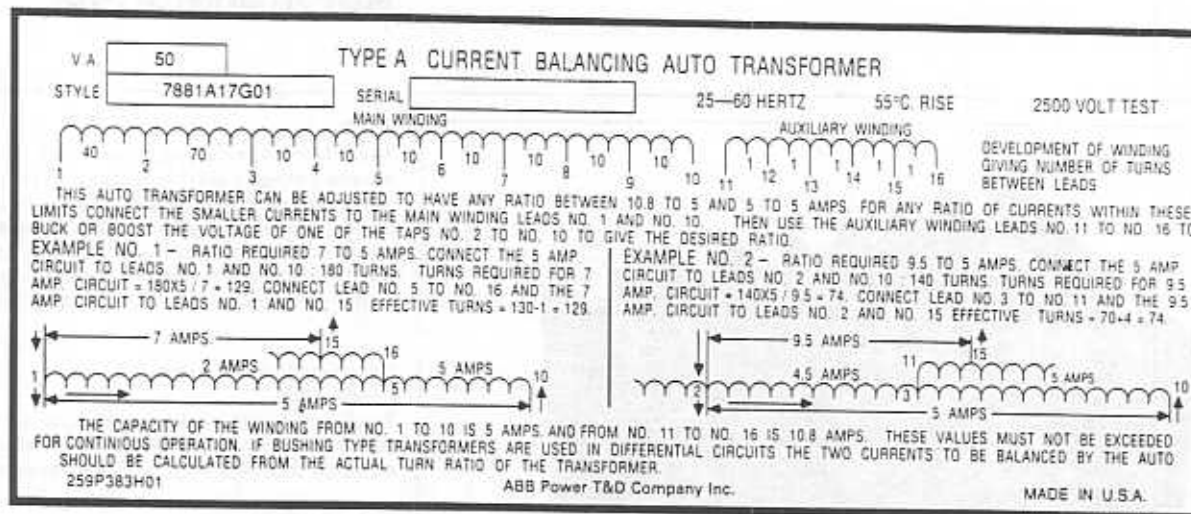 V.A. 50 TYPE A CURRENT BALANCING AUTO TRANSFORMER
STYLE 7881A17G01 SERIAL 25—60 HERTZ 55°C. RISE 2500 VOLT TEST
MAIN WINDING AUXILIARY WINDING
40 70 10 10 10 10 10 10 10 1 1 1 1 1
1 2 3 4 5 6 7 8 9 10 11 12 13 14 15 16
DEVELOPMENT OF WINDING
GIVING NUMBER OF TURNS
BETWEEN LEADS
THIS AUTO TRANSFORMER CAN BE ADJUSTED TO HAVE ANY RATIO BETWEEN 10.8 TO 5 AND 5 TO 5 AMPS. FOR ANY RATIO OF CURRENTS WITHIN THESE
LIMITS CONNECT THE SMALLER CURRENTS TO THE MAIN WINDING LEADS NO. 1 AND NO. 10. THEN USE THE AUXILIARY WINDING LEADS NO. 11 TO NO. 16 TO
BUCK OR BOOST THE VOLTAGE OF ONE OF THE TAPS NO. 2 TO NO. 10 TO GIVE THE DESIRED RATIO.
EXAMPLE NO. 1 – RATIO REQUIRED 7 TO 5 AMPS. CONNECT THE 5 AMP
CIRCUIT TO LEADS NO. 1 AND NO. 10 : 180 TURNS. TURNS REQUIRED FOR 7
AMP. CIRCUIT = 180X5 / 7 = 129. CONNECT LEAD NO. 5 TO NO. 16 AND THE 7
AMP. CIRCUIT TO LEADS NO. 1 AND NO. 15 EFFECTIVE TURNS = 130-1 = 129.
7 AMPS
15
16
2 AMPS
5 AMPS
1
5
10
5 AMPS
EXAMPLE NO. 2 – RATIO REQUIRED 9.5 TO 5 AMPS. CONNECT THE 5 AMP
CIRCUIT TO LEADS NO. 2 AND NO. 10 : 140 TURNS. TURNS REQUIRED FOR 9.5
AMP. CIRCUIT = 140X5 / 9.5 = 74. CONNECT LEAD NO. 3 TO NO. 11 AND THE 9.5
AMP. CIRCUIT TO LEADS NO. 2 AND NO. 15 EFFECTIVE TURNS = 70+4 = 74.
9.5 AMPS
15
11
4.5 AMPS
5 AMPS
2
3
10
5 AMPS
THE CAPACITY OF THE WINDING FROM NO. 1 TO 10 IS 5 AMPS. AND FROM NO. 11 TO NO. 16 IS 10.8 AMPS. THESE VALUES MUST NOT BE EXCEEDED
FOR CONTINIOUS OPERATION. IF BUSHING TYPE TRANSFORMERS ARE USED IN DIFFERENTIAL CIRCUITS THE TWO CURRENTS TO BE BALANCED BY THE AUTO
SHOULD BE CALCULATED FROM THE ACTUAL TURN RATIO OF THE TRANSFORMER.
259P383H01 ABB Power T&D Company Inc. MADE IN U.S.A.